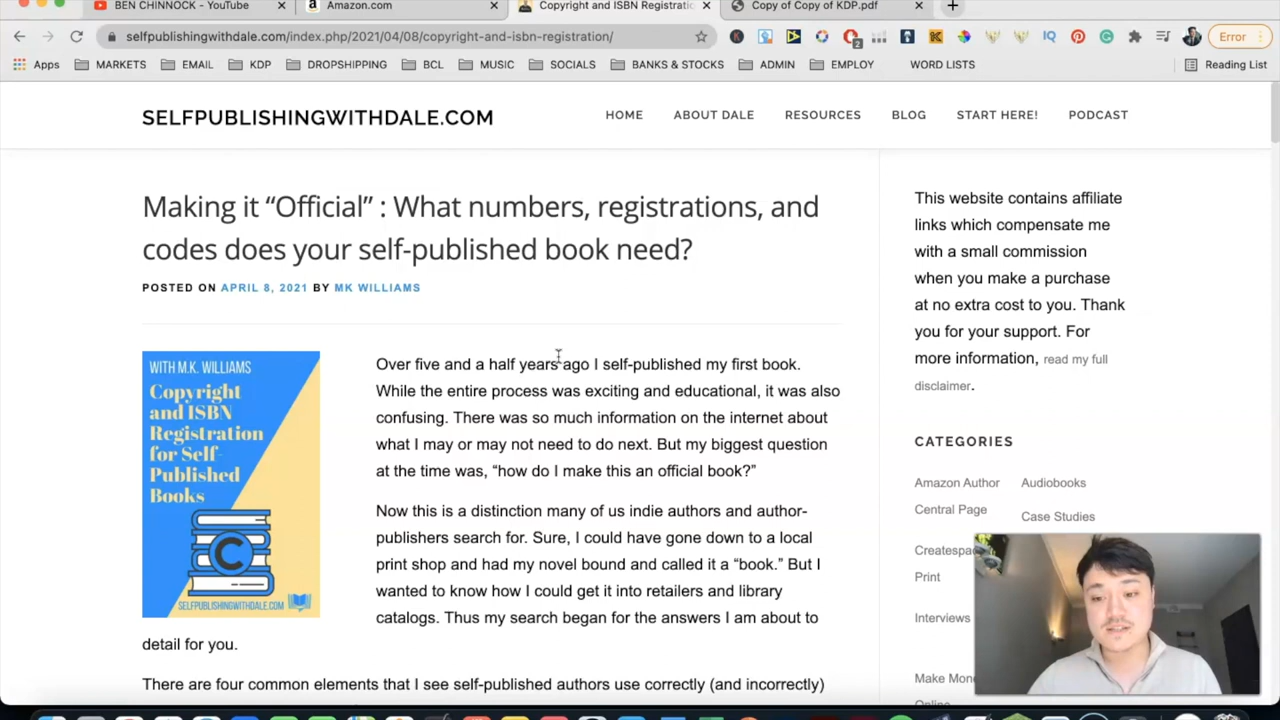 BEN CHINNOCK - YouTube
Amazon.com
Copyright and ISBN Registratio
Copy of Copy of KDP.pdf
selfpublishingwithdale.com/index.php/2021/04/08/copyright-and-isbn-registration/
2
Error
Apps
MARKETS
EMAIL
KDP
DROPSHIPPING
BCL
MUSIC
SOCIALS
BANKS & STOCKS
ADMIN
EMPLOY
WORD LISTS
Reading List
SELFPUBLISHINGWITHDALE.COM
HOME
ABOUT DALE
RESOURCES
BLOG
START HERE!
PODCAST
Making it “Official” : What numbers, registrations, and
codes does your self-published book need?
POSTED ON APRIL 8, 2021 BY MK WILLIAMS
WITH M.K. WILLIAMS
Copyright
and ISBN
Registration
for Self-
Published
Books
C
SELFPUBLISHINGWITHDALE.COM
Over five and a half years ago I self-published my first book.
While the entire process was exciting and educational, it was also
confusing. There was so much information on the internet about
what I may or may not need to do next. But my biggest question
at the time was, “how do I make this an official book?”
Now this is a distinction many of us indie authors and author-
publishers search for. Sure, I could have gone down to a local
print shop and had my novel bound and called it a “book.” But I
wanted to know how I could get it into retailers and library
catalogs. Thus my search began for the answers I am about to
detail for you.
There are four common elements that I see self-published authors use correctly (and incorrectly)
This website contains affiliate
links which compensate me
with a small commission
when you make a purchase
at no extra cost to you. Thank
you for your support. For
more information, read my full
disclaimer.
CATEGORIES
Amazon Author
Central Page
Audiobooks
Case Studies
Createspa
Print
Interviews
Make Mon
Online